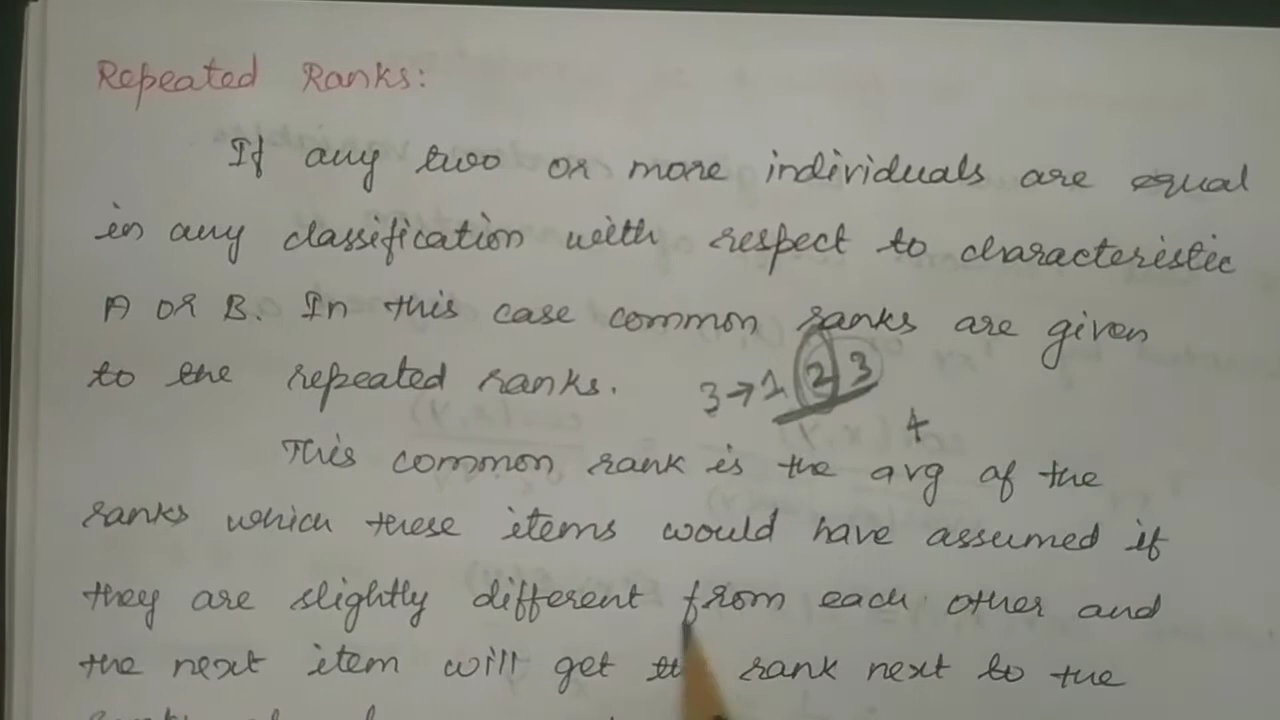 Repeated Ranks:
If any two or more individuals are equal
in any classification with respect to characteristic
A or B. In this case common ranks are given
to the repeated ranks. 3→1 2 3
4
This common rank is the avg of the
ranks which these items would have assumed if
they are slightly different from each other and
the next item will get the rank next to the